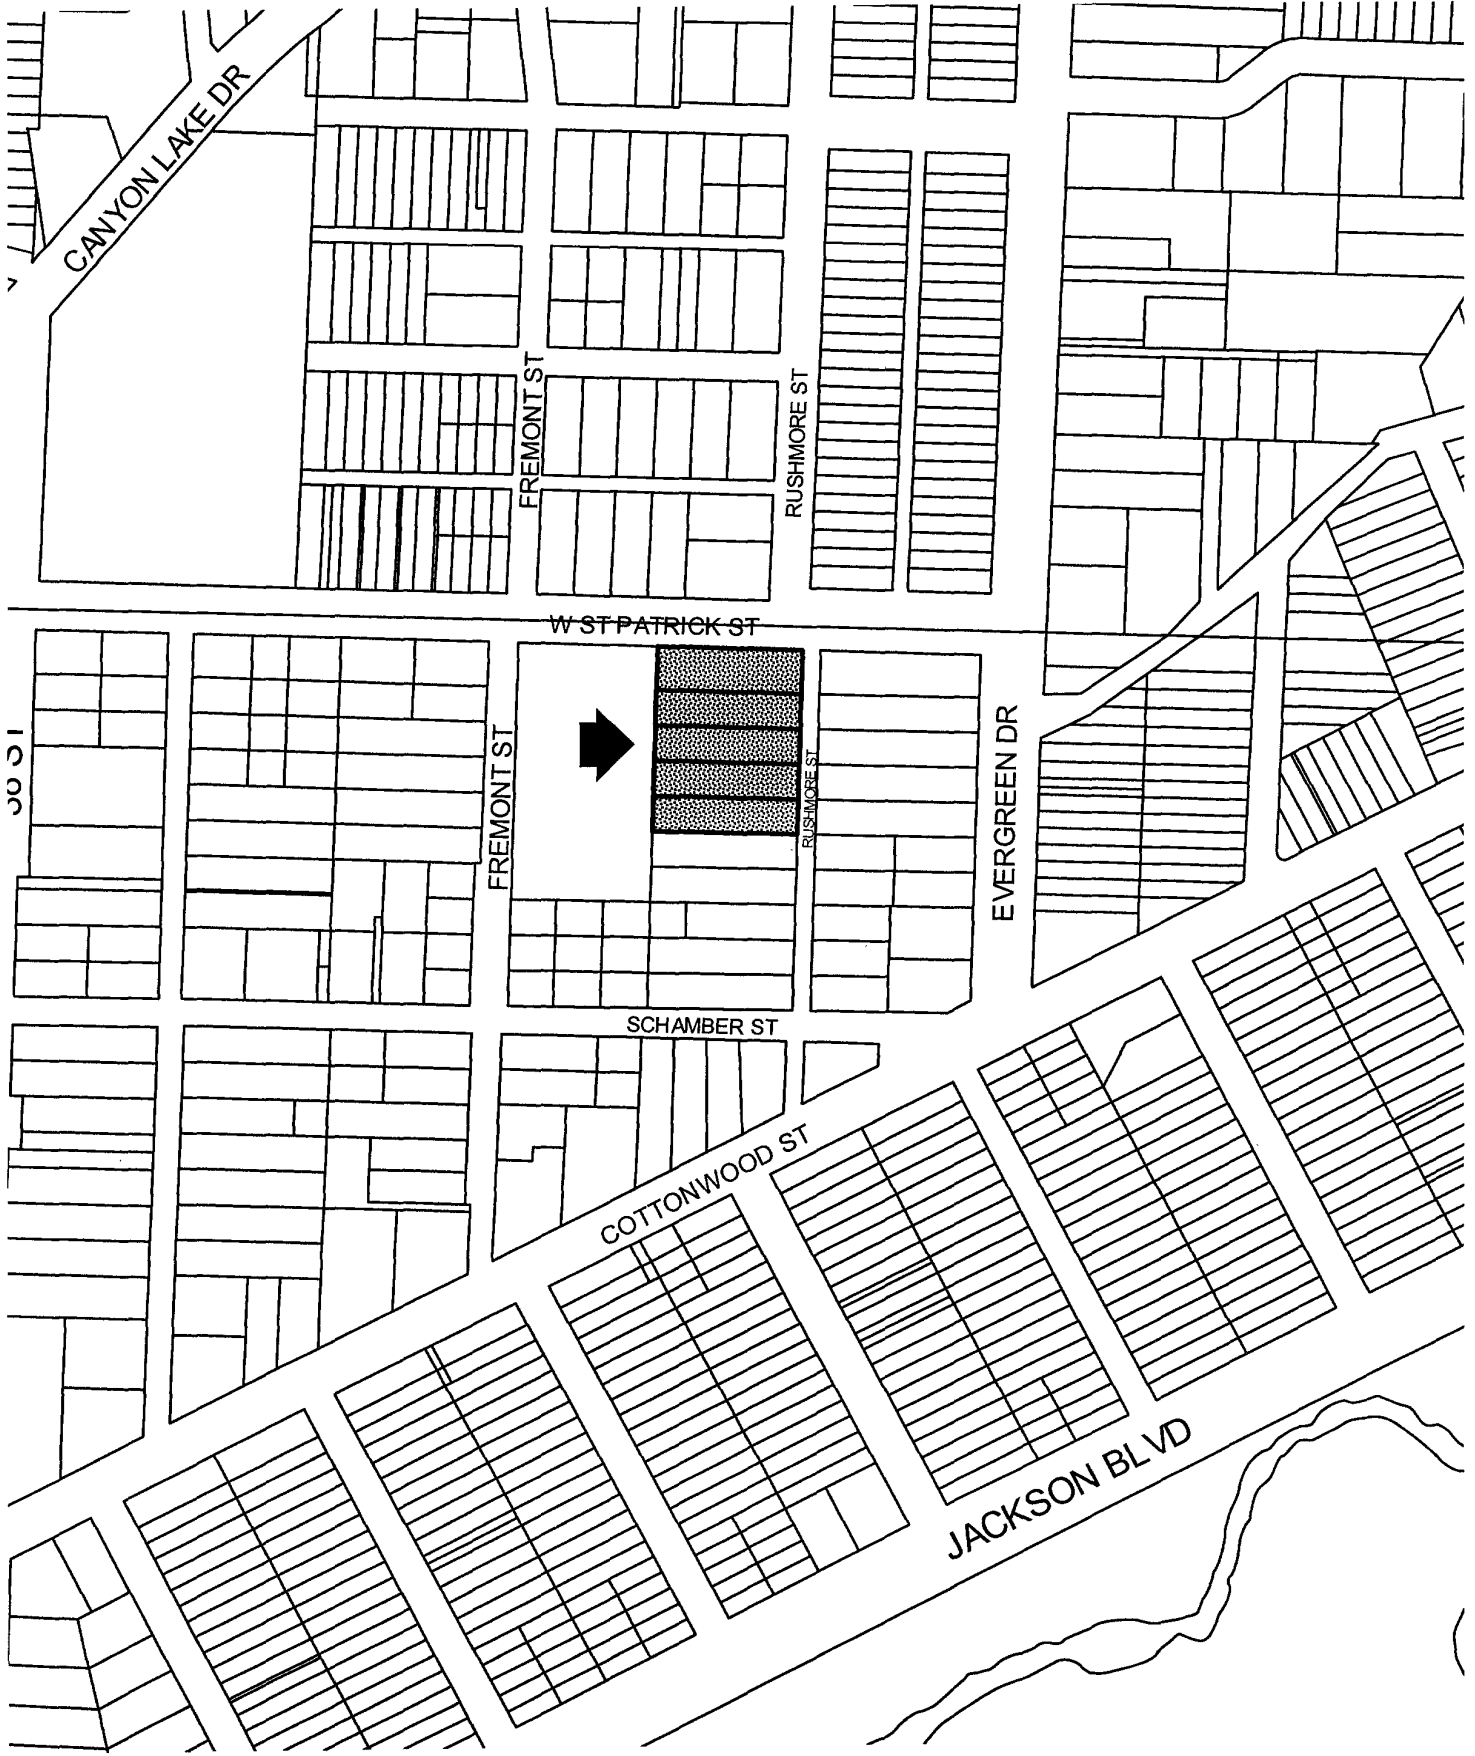 CANYON LAKE DR
FREMONT ST
RUSHMORE ST
W ST PATRICK ST
FREMONT ST
RUSHMORE ST
EVERGREEN DR
SCHAMBER ST
COTTONWOOD ST
JACKSON BLVD